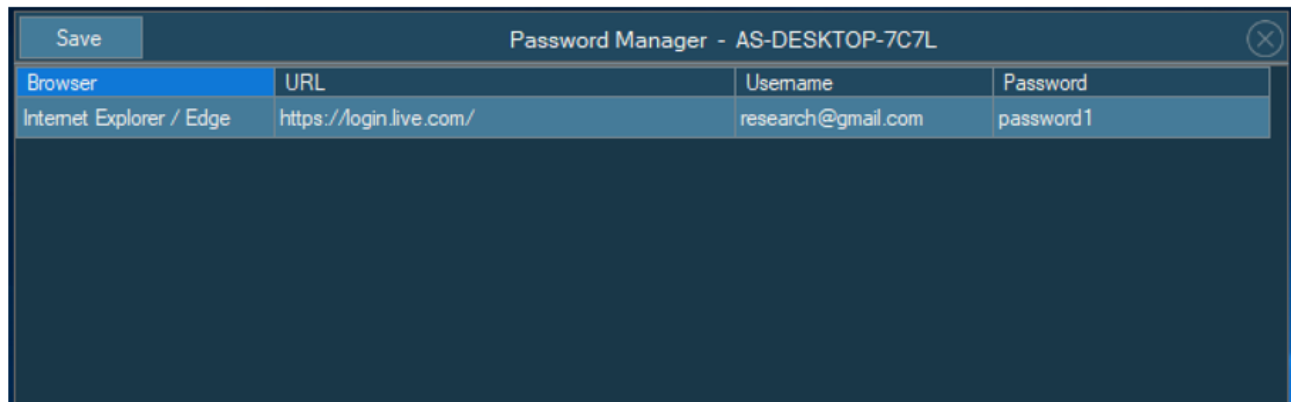 Save Password Manager - AS-DESKTOP-7C7L
Browser URL Username Password
Internet Explorer / Edge https://login.live.com/ research@gmail.com password1